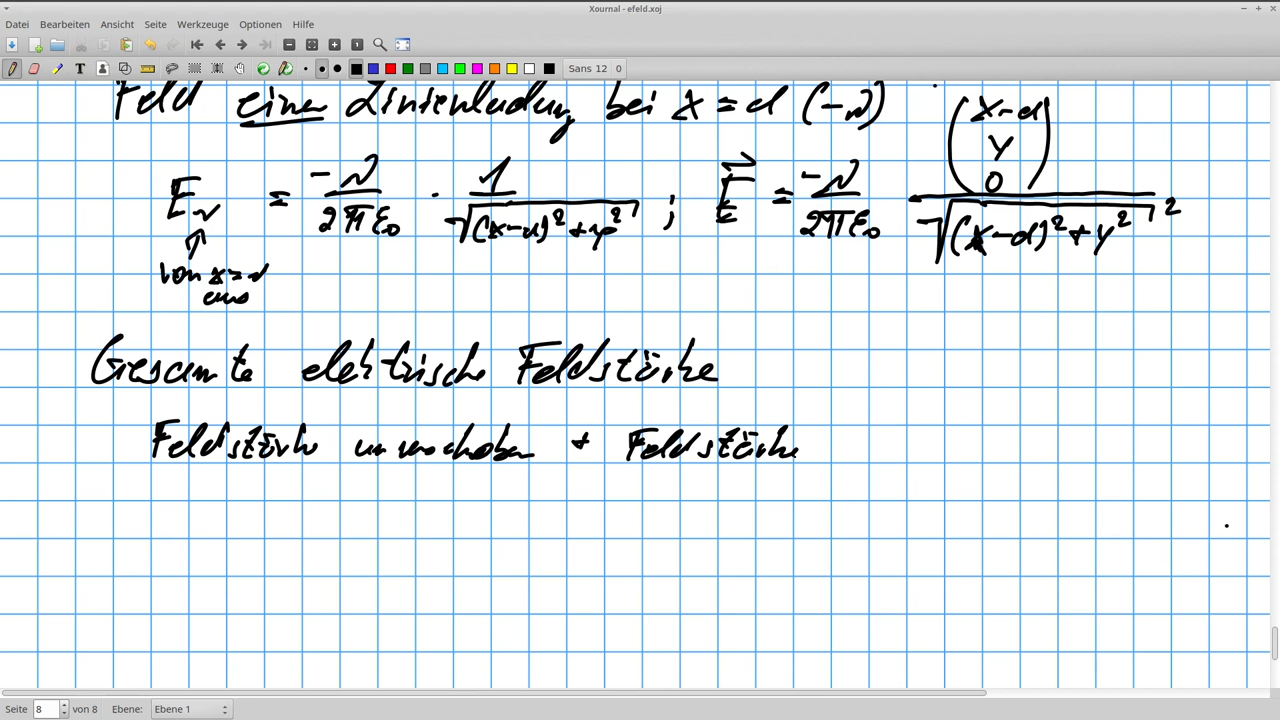 Xournal - efeld.xoj
Datei Bearbeiten Ansicht Seite Werkzeuge Optionen Hilfe
Sans 12 0
Feld einer Linienladung bei x = d (-λ)
E_r = -λ/(2πε₀) · 1/√((x-d)²+y²) ; E⃗ = -λ/(2πε₀) (x-d y 0)/√((x-d)²+y²)²
↑
von x=d
aus
Gesamte elektrische Feldstärke
Feldstärke unverschoben + Feldstärke
Seite 8 von 8 Ebene: Ebene 1